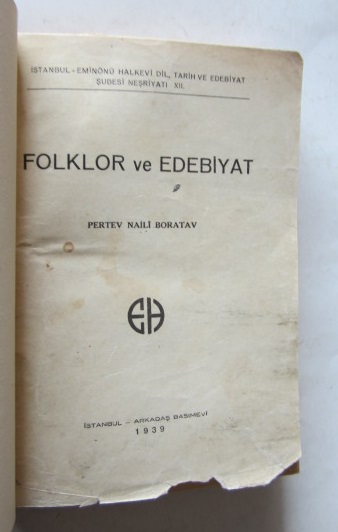 İSTANBUL - EMİNÖNÜ HALKEVİ DİL, TARİH VE EDEBİYAT
ŞUBESİ NEŞRİYATI XII.
FOLKLOR ve EDEBİYAT
PERTEV NAİLİ BORATAV
EH
İSTANBUL - ARKADAŞ BASIMEVİ
1939